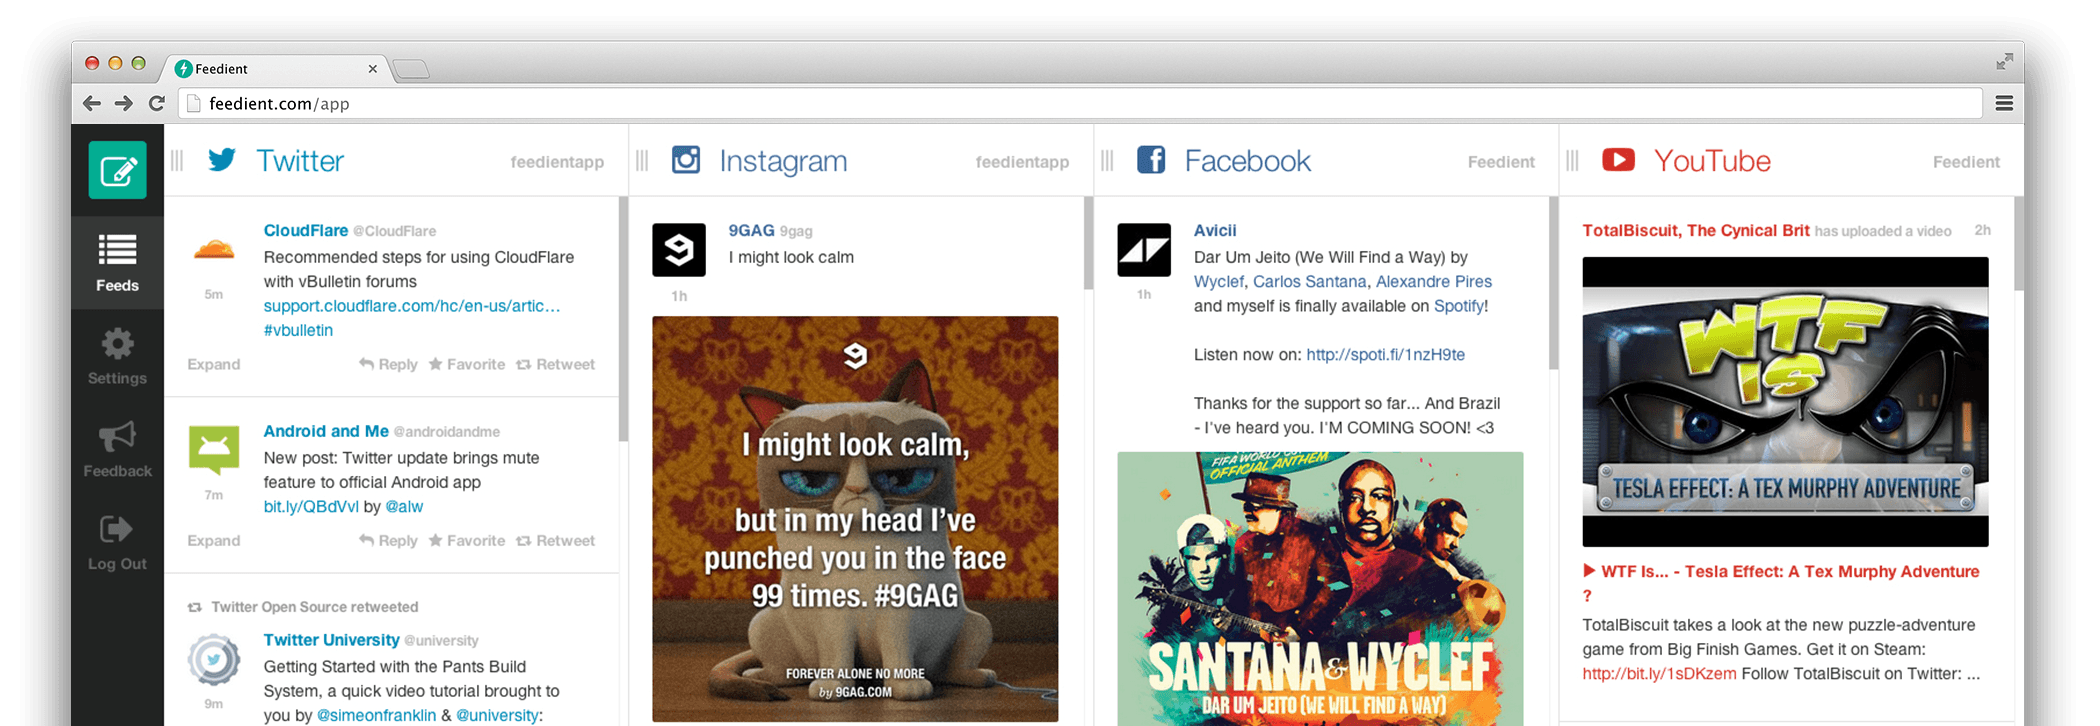 Feedient
feedient.com/app
Feeds
Settings
Feedback
Log Out
Twitter
feedientapp
CloudFlare @CloudFlare
5m
Recommended steps for using CloudFlare
with vBulletin forums
support.cloudflare.com/hc/en-us/artic...
#vbulletin
Expand
Reply
Favorite
Retweet
Android and Me @androidandme
7m
New post: Twitter update brings mute
feature to official Android app
bit.ly/QBdVvl by @alw
Expand
Reply
Favorite
Retweet
Twitter Open Source retweeted
Twitter University @university
9m
Getting Started with the Pants Build
System, a quick video tutorial brought to
you by @simeonfranklin & @university:
Instagram
feedientapp
9GAG 9gag
I might look calm
1h
I might look calm,
but in my head I've
punched you in the face
99 times. #9GAG
FOREVER ALONE NO MORE
by 9GAG.COM
Facebook
Feedient
Avicii
1h
Dar Um Jeito (We Will Find a Way) by
Wyclef, Carlos Santana, Alexandre Pires
and myself is finally available on Spotify!
Listen now on: http://spoti.fi/1nzH9te
Thanks for the support so far... And Brazil
- I've heard you. I'M COMING SOON! <3
FIFA WORLD
OFFICIAL ANTHEM
SANTANA & WYCLEF
DAR UM JEITO (WE WILL FIND A WAY)
YouTube
Feedient
TotalBiscuit, The Cynical Brit has uploaded a video
2h
WTF
IS
TESLA EFFECT: A TEX MURPHY ADVENTURE
WTF Is... - Tesla Effect: A Tex Murphy Adventure
?
TotalBiscuit takes a look at the new puzzle-adventure
game from Big Finish Games. Get it on Steam:
http://bit.ly/1sDKzem Follow TotalBiscuit on Twitter: ...